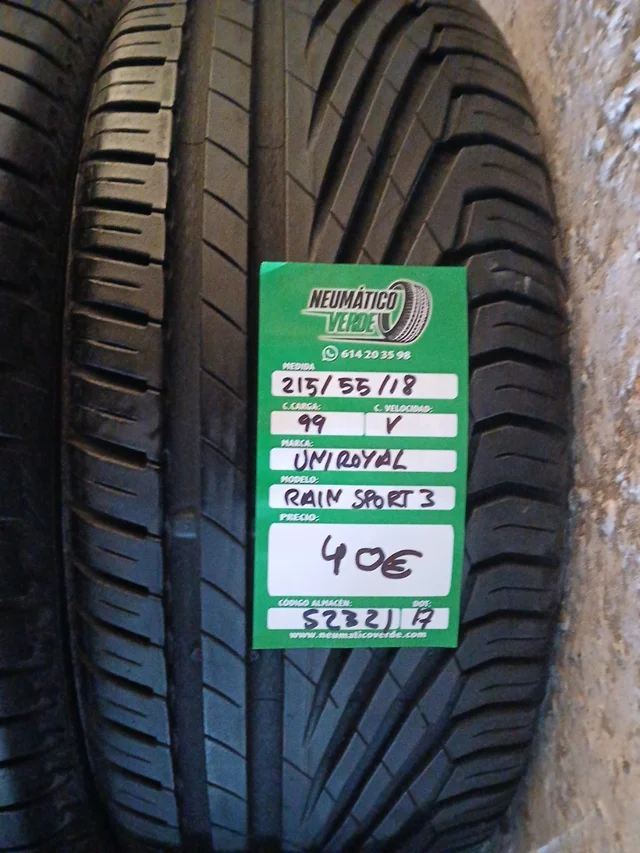 NEUMÁTICO
VERDE
614 20 35 98
MEDIDA
215/55/18
C.CARGA: C. VELOCIDAD:
99 V
MARCA:
UNIROYAL
MODELO:
RAIN SPORT 3
PRECIO:
40€
CÓDIGO ALMACÉN: DOT:
52321 17
www.neumaticoverde.com